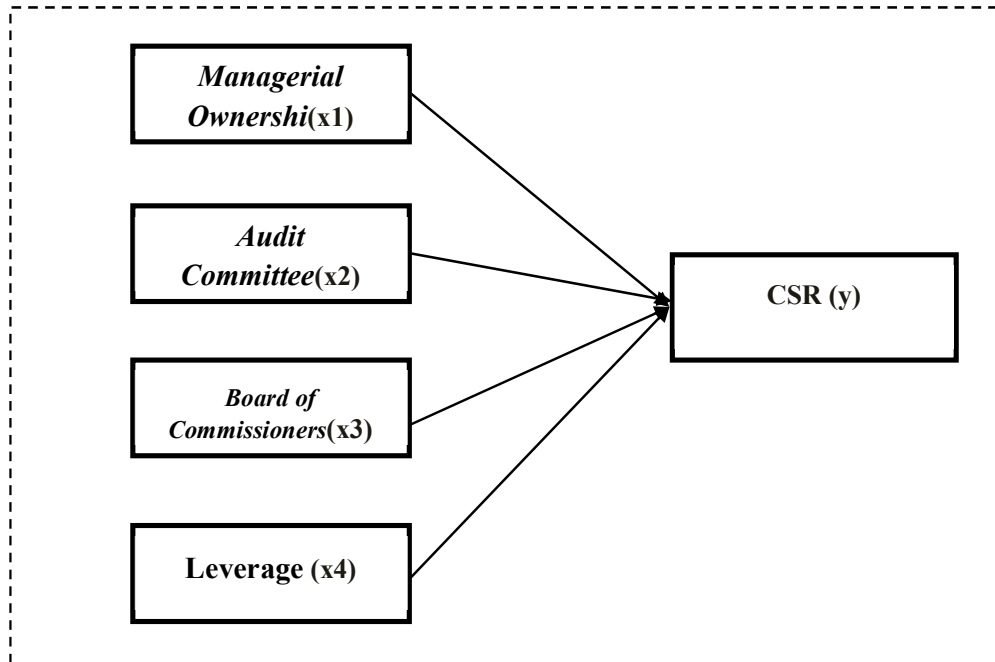 Managerial
Ownershi(x1)
Audit
Committee(x2)
CSR (y)
Board of
Commissioners(x3)
Leverage (x4)